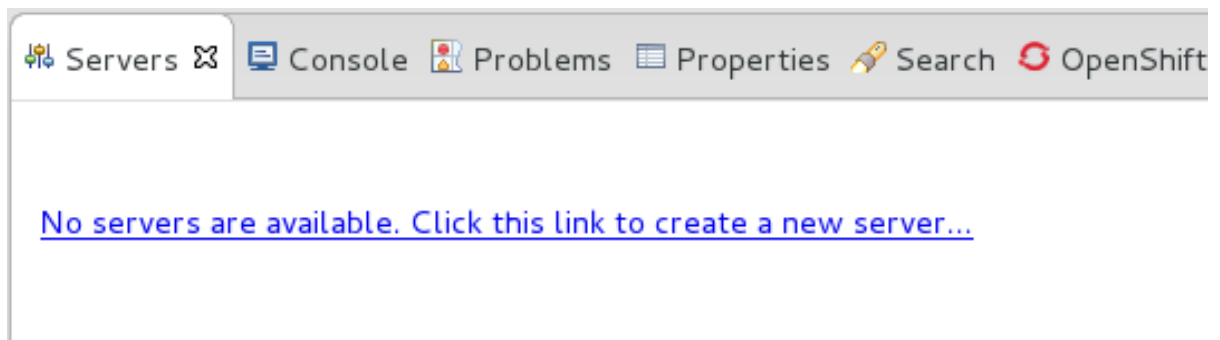 Servers Console Problems Properties Search OpenShift
No servers are available. Click this link to create a new server...